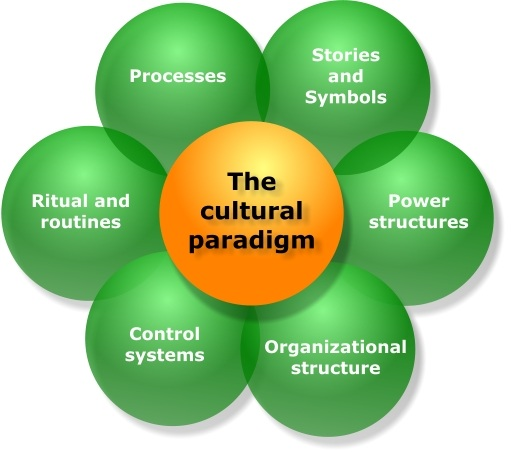 Processes
Stories
and
Symbols
The
cultural
paradigm
Ritual and
routines
Power
structures
Control
systems
Organizational
structure